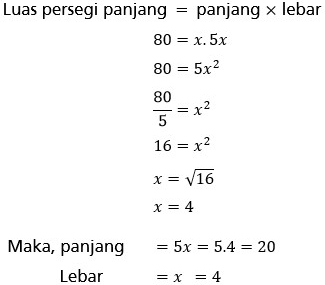 Luas persegi panjang = panjang × lebar
80 = x. 5x
80 = 5x²
80/5 = x²
16 = x²
x = √16
x = 4
Maka, panjang = 5x = 5.4 = 20
Lebar = x = 4